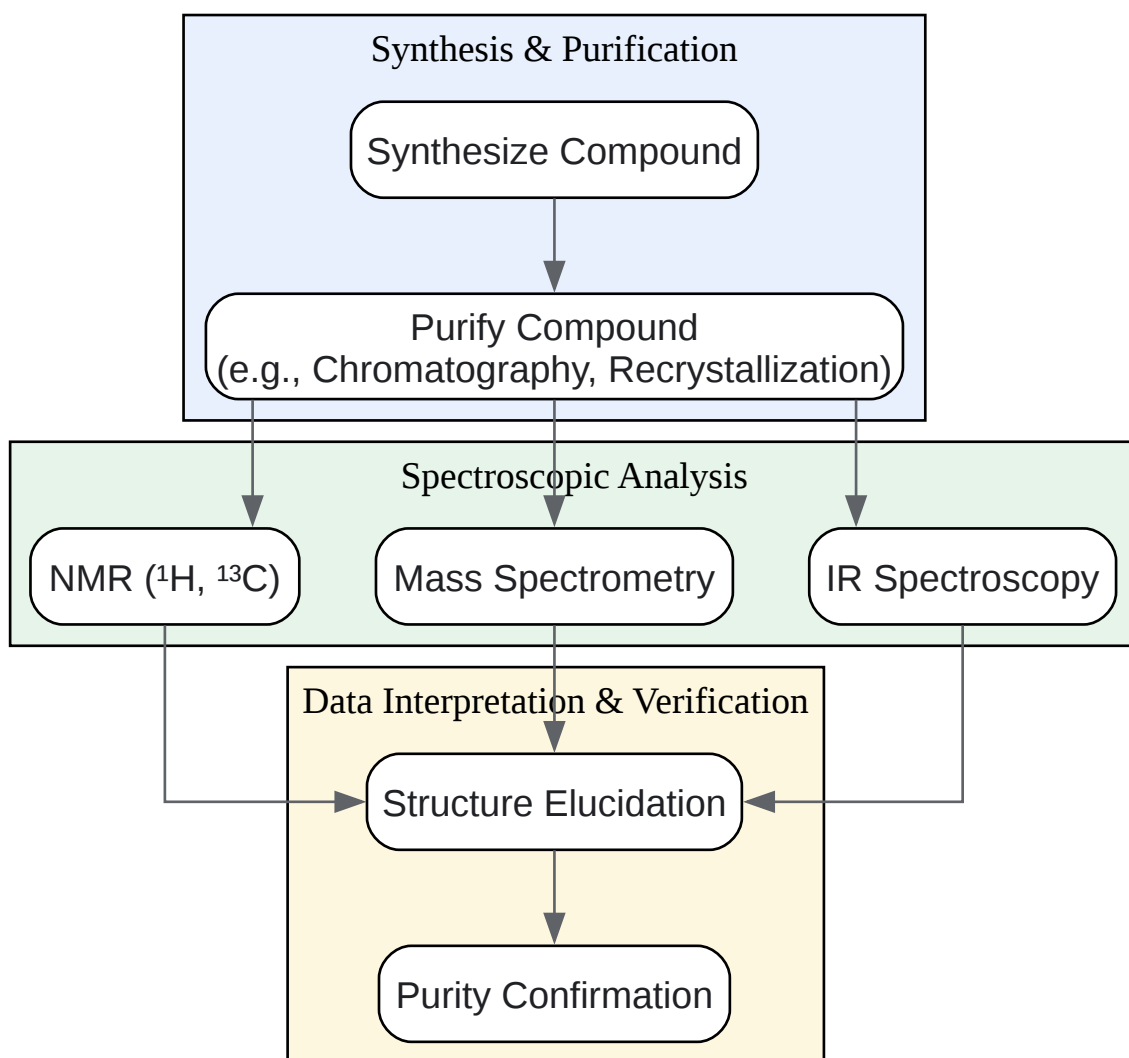 Synthesis & Purification
Synthesize Compound
Purify Compound
(e.g., Chromatography, Recrystallization)
Spectroscopic Analysis
NMR (¹H, ¹³C)
Mass Spectrometry
IR Spectroscopy
Data Interpretation & Verification
Structure Elucidation
Purity Confirmation